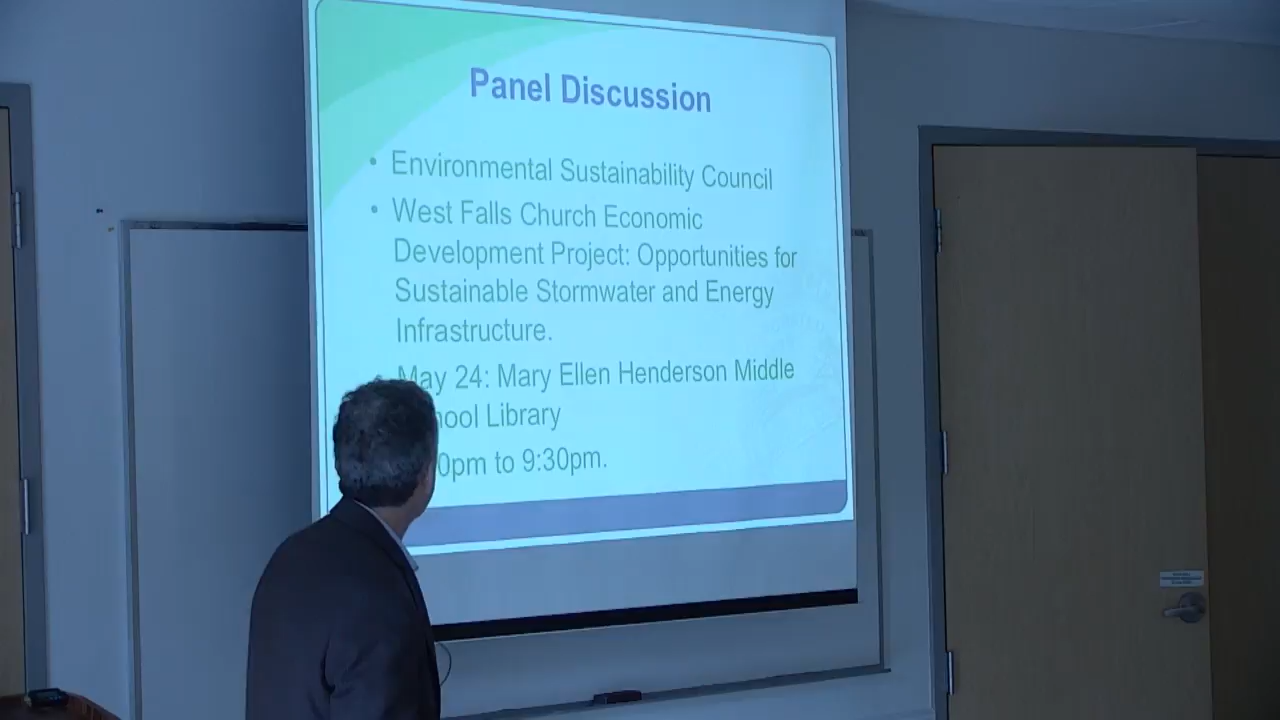 Panel Discussion
• Environmental Sustainability Council
• West Falls Church Economic
Development Project: Opportunities for
Sustainable Stormwater and Energy
Infrastructure.
May 24: Mary Ellen Henderson Middle
hool Library
0pm to 9:30pm.